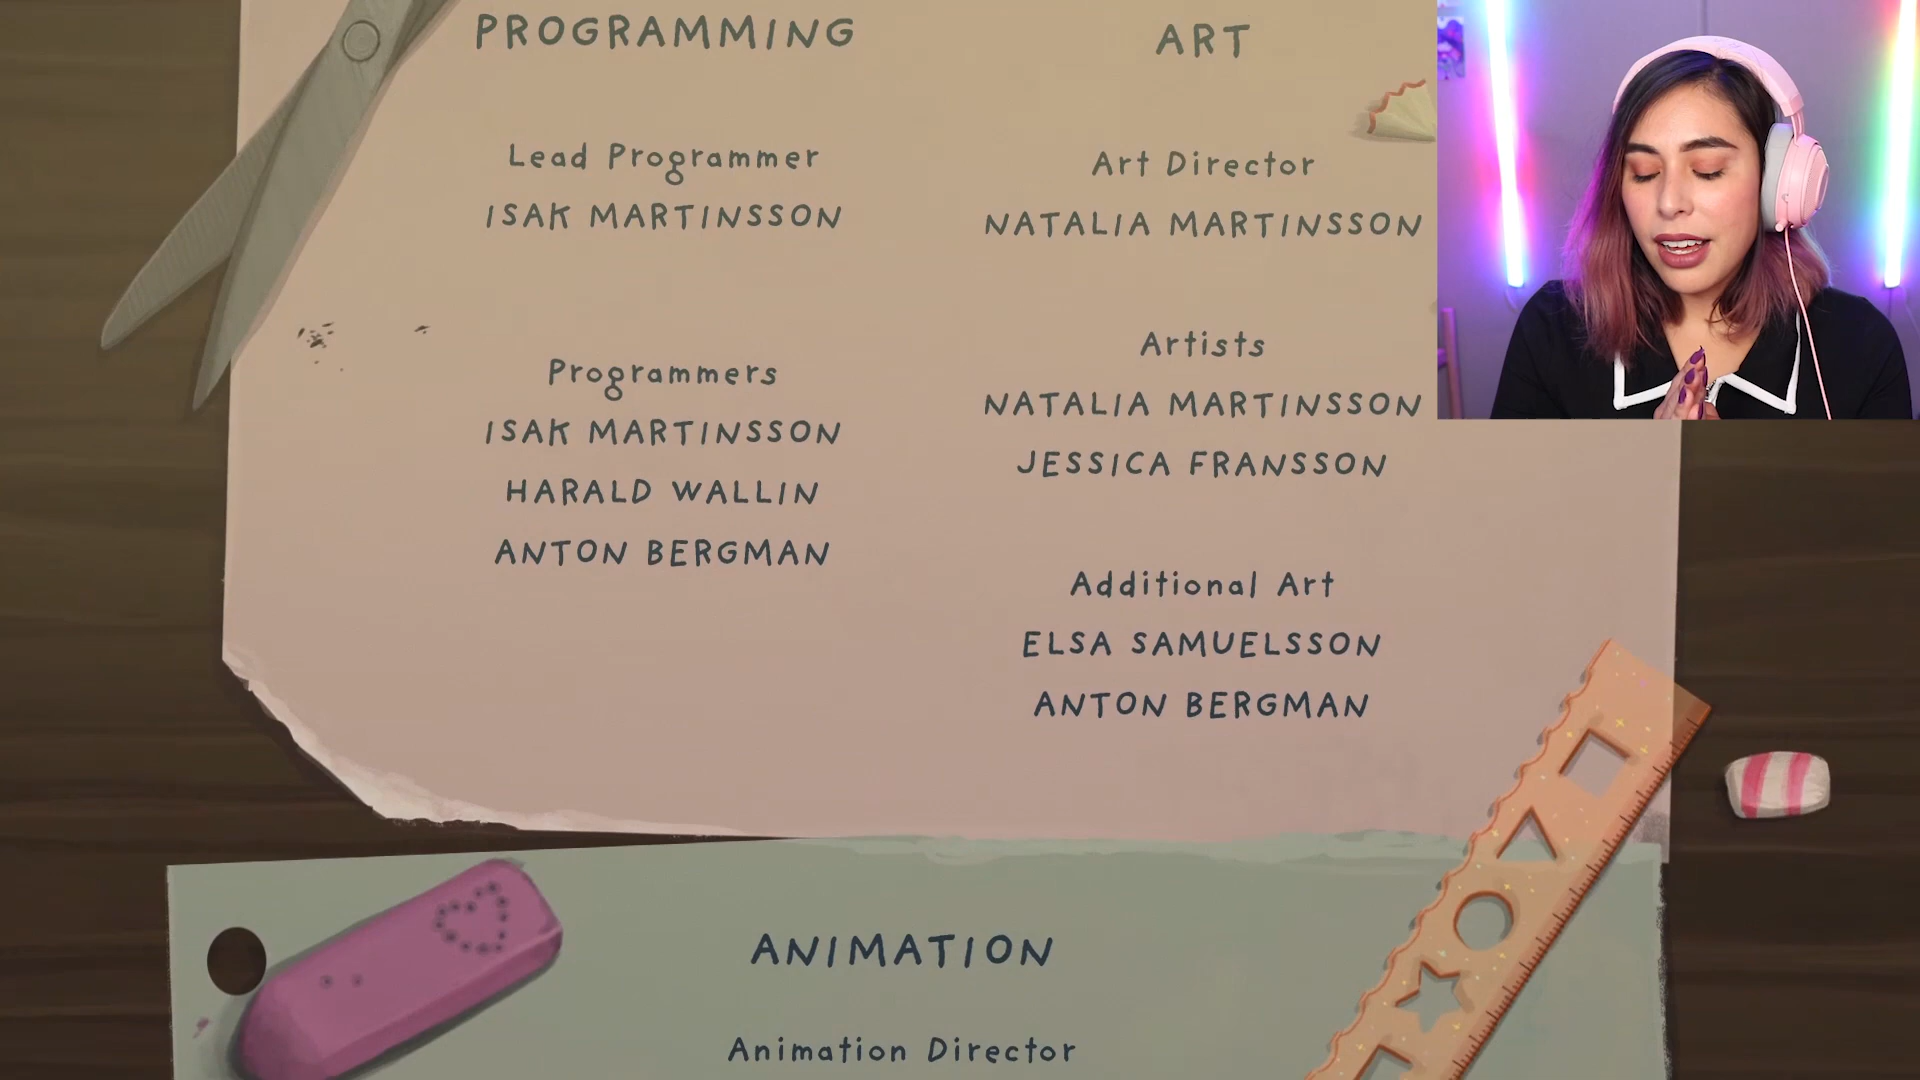 PROGRAMMING
Lead Programmer
ISAK MARTINSSON
Programmers
ISAK MARTINSSON
HARALD WALLIN
ANTON BERGMAN
ART
Art Director
NATALIA MARTINSSON
Artists
NATALIA MARTINSSON
JESSICA FRANSSON
Additional Art
ELSA SAMUELSSON
ANTON BERGMAN
ANIMATION
Animation Director